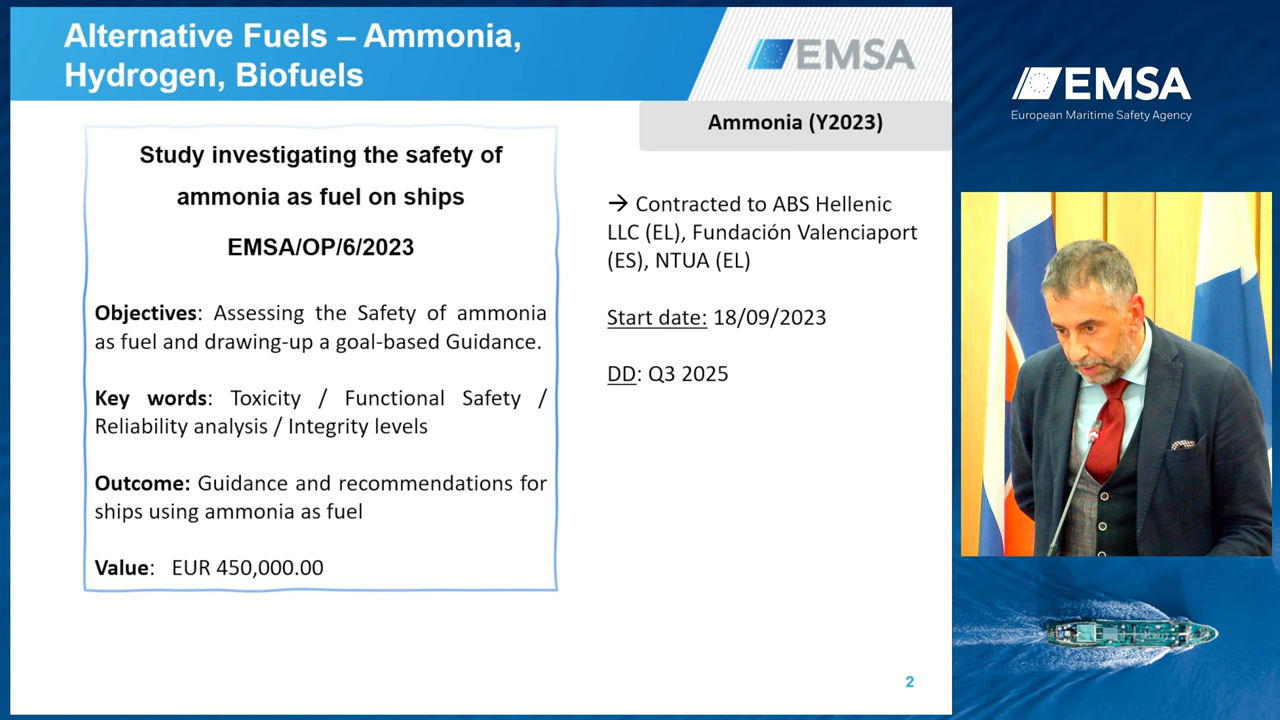 Alternative Fuels – Ammonia,
Hydrogen, Biofuels
EMSA
Ammonia (Y2023)
Study investigating the safety of
ammonia as fuel on ships
EMSA/OP/6/2023
Objectives: Assessing the Safety of ammonia
as fuel and drawing-up a goal-based Guidance.
Key words: Toxicity / Functional Safety /
Reliability analysis / Integrity levels
Outcome: Guidance and recommendations for
ships using ammonia as fuel
Value: EUR 450,000.00
→ Contracted to ABS Hellenic
LLC (EL), Fundación Valenciaport
(ES), NTUA (EL)
Start date: 18/09/2023
DD: Q3 2025
2
EMSA
European Maritime Safety Agency